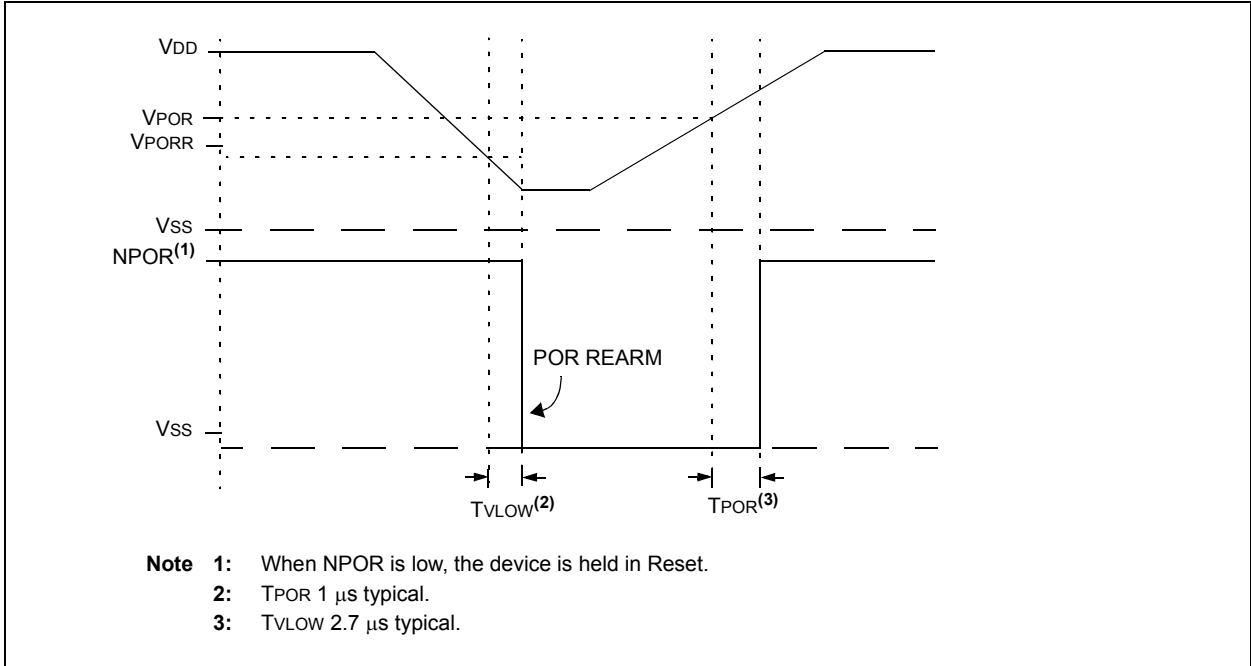 VDD
VPOR
VPORR
VSS
NPOR(1)
POR REARM
VSS
TVLOW(2)
TPOR(3)
Note 1: When NPOR is low, the device is held in Reset.
2: TPOR 1 μs typical.
3: TVLOW 2.7 μs typical.